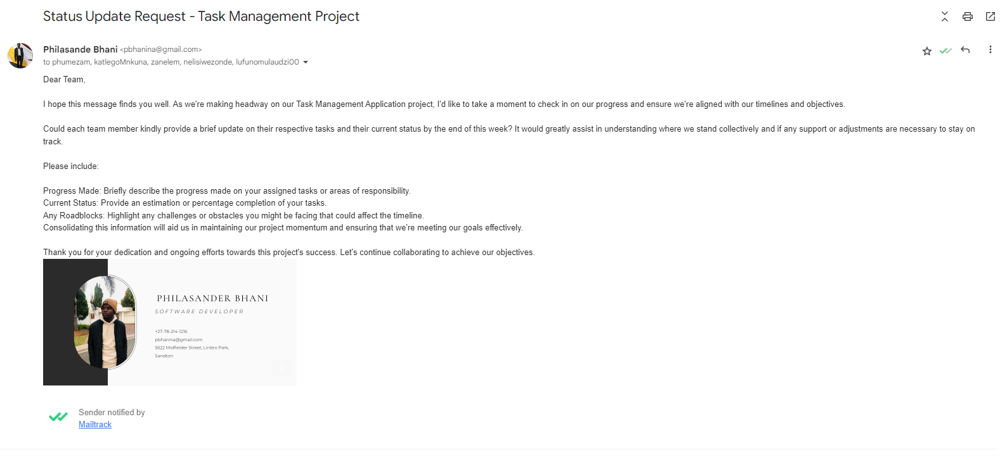 Status Update Request - Task Management Project
Philasande Bhani <pbhanina@gmail.com>
to phumezam, katlegoMnkuna, zanelem, nelisiwezonde, lufunomulaudzi00
Dear Team,
I hope this message finds you well. As we're making headway on our Task Management Application project, I'd like to take a moment to check in on our progress and ensure we're aligned with our timelines and objectives.
Could each team member kindly provide a brief update on their respective tasks and their current status by the end of this week? It would greatly assist in understanding where we stand collectively and if any support or adjustments are necessary to stay on
track.
Please include:
Progress Made: Briefly describe the progress made on your assigned tasks or areas of responsibility.
Current Status: Provide an estimation or percentage completion of your tasks.
Any Roadblocks: Highlight any challenges or obstacles you might be facing that could affect the timeline.
Consolidating this information will aid us in maintaining our project momentum and ensuring that we're meeting our goals effectively.
Thank you for your dedication and ongoing efforts towards this project's success. Let's continue collaborating to achieve our objectives.
PHILASANDER BHANI
SOFTWARE DEVELOPER
+27-78-214-1216
pbhanina@gmail.com
5622 Midfielder Street, Linbro Park,
Sandton
Sender notified by
Mailtrack